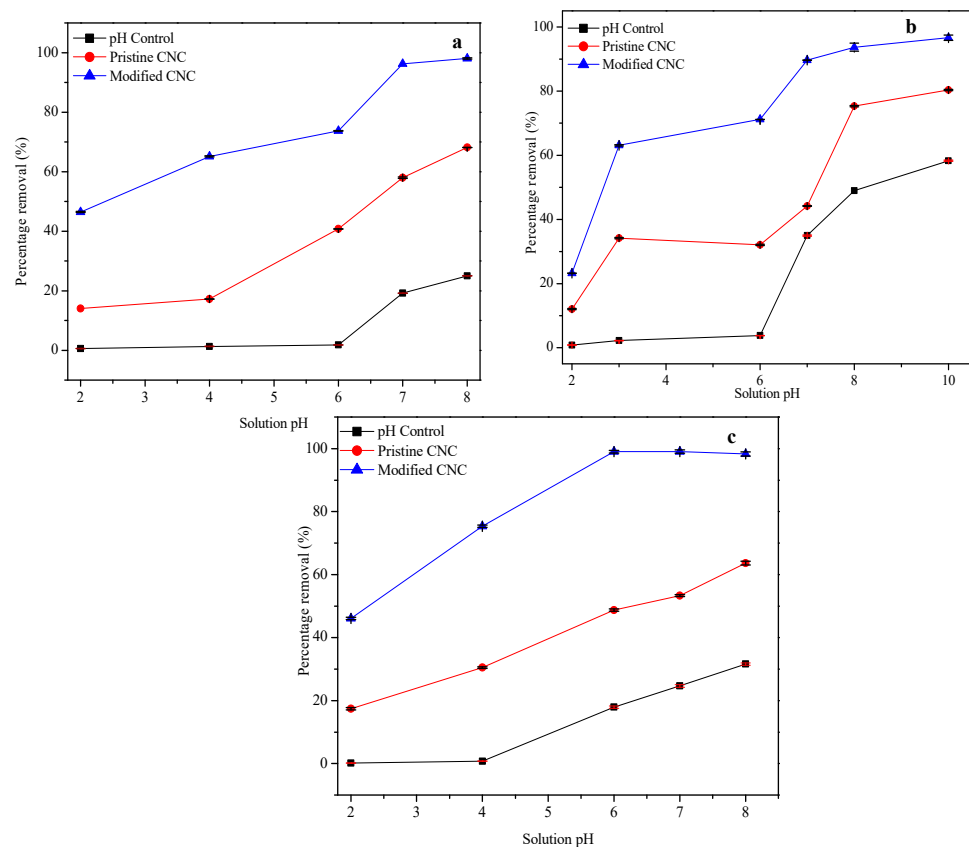 a
pH Control
Pristine CNC
Modified CNC
Percentage removal (%)
100
80
60
40
20
0
2 3 4 5 6 7 8
Solution pH
b
pH Control
Pristine CNC
Modified CNC
Percentage removal (%)
100
80
60
40
20
0
2 4 6 8 10
Solution pH
c
pH Control
Pristine CNC
Modified CNC
Percentage removal (%)
100
80
60
40
20
0
2 3 4 5 6 7 8
Solution pH